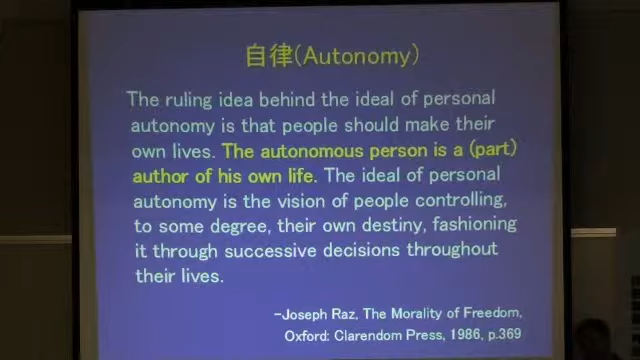 自律(Autonomy)
The ruling idea behind the ideal of personal
autonomy is that people should make their
own lives. The autonomous person is a (part)
author of his own life. The ideal of personal
autonomy is the vision of people controlling,
to some degree, their own destiny, fashioning
it through successive decisions throughout
their lives.
-Joseph Raz, The Morality of Freedom,
Oxford: Clarendom Press, 1986, p.369